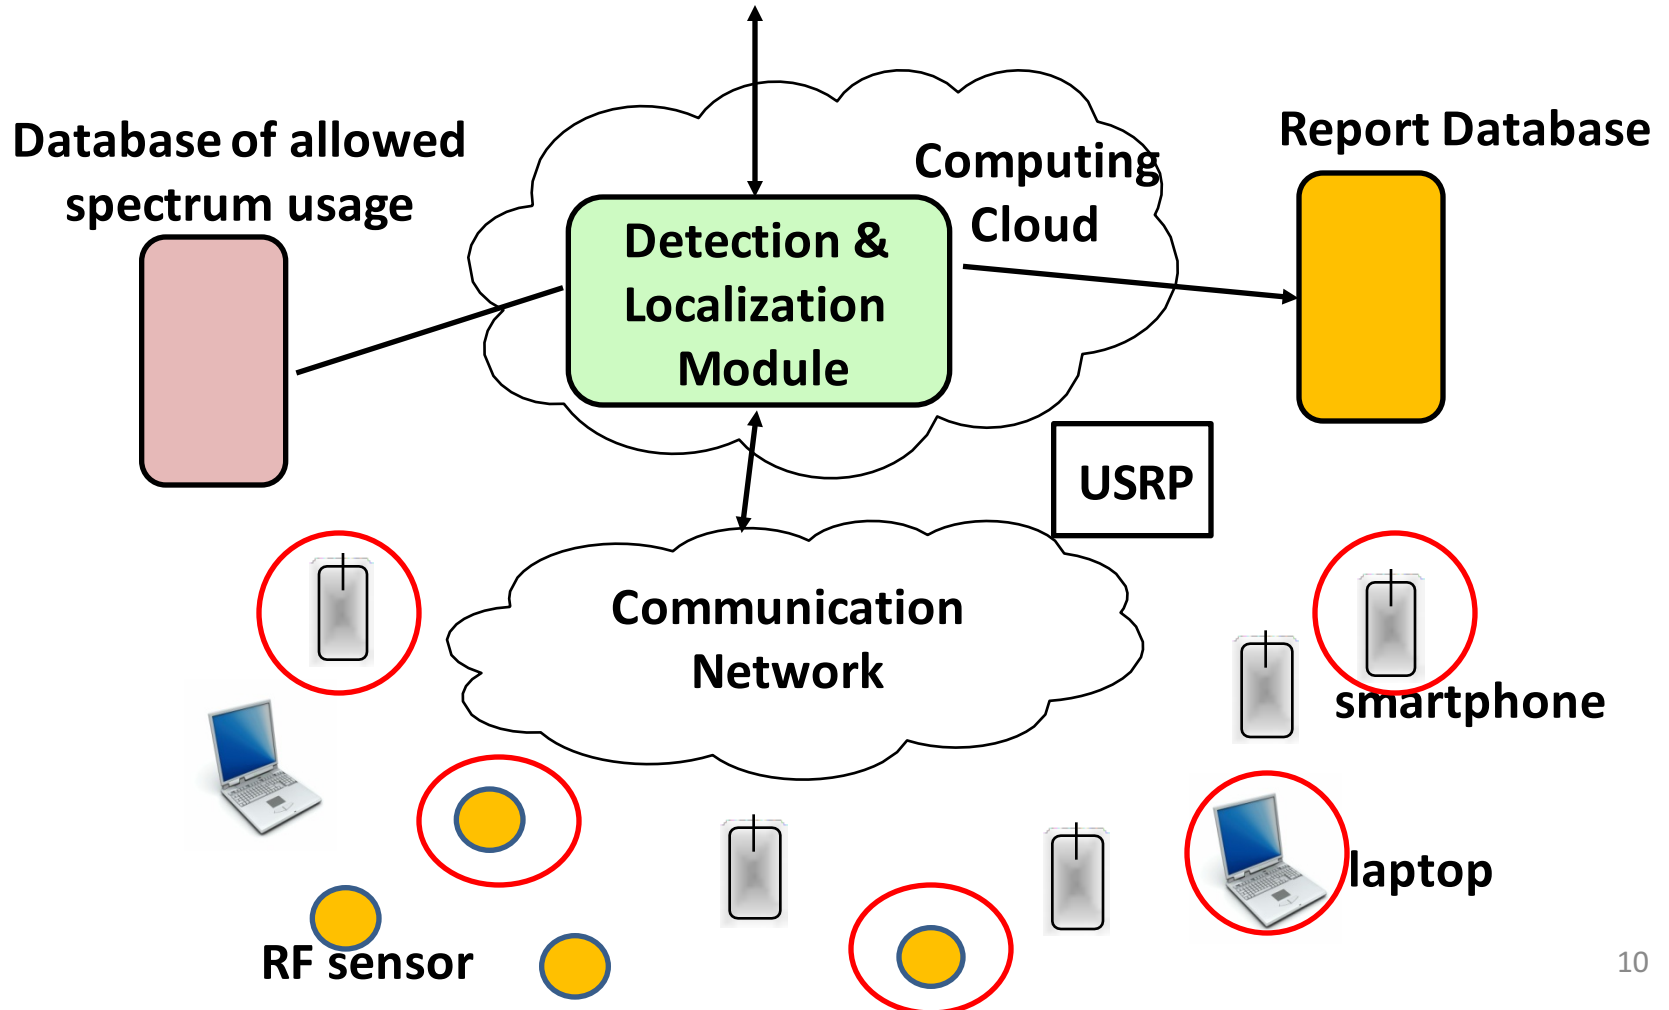 Database of allowed
spectrum usage
Computing
Cloud
Report Database
Detection &
Localization
Module
USRP
Communication
Network
smartphone
laptop
RF sensor
10